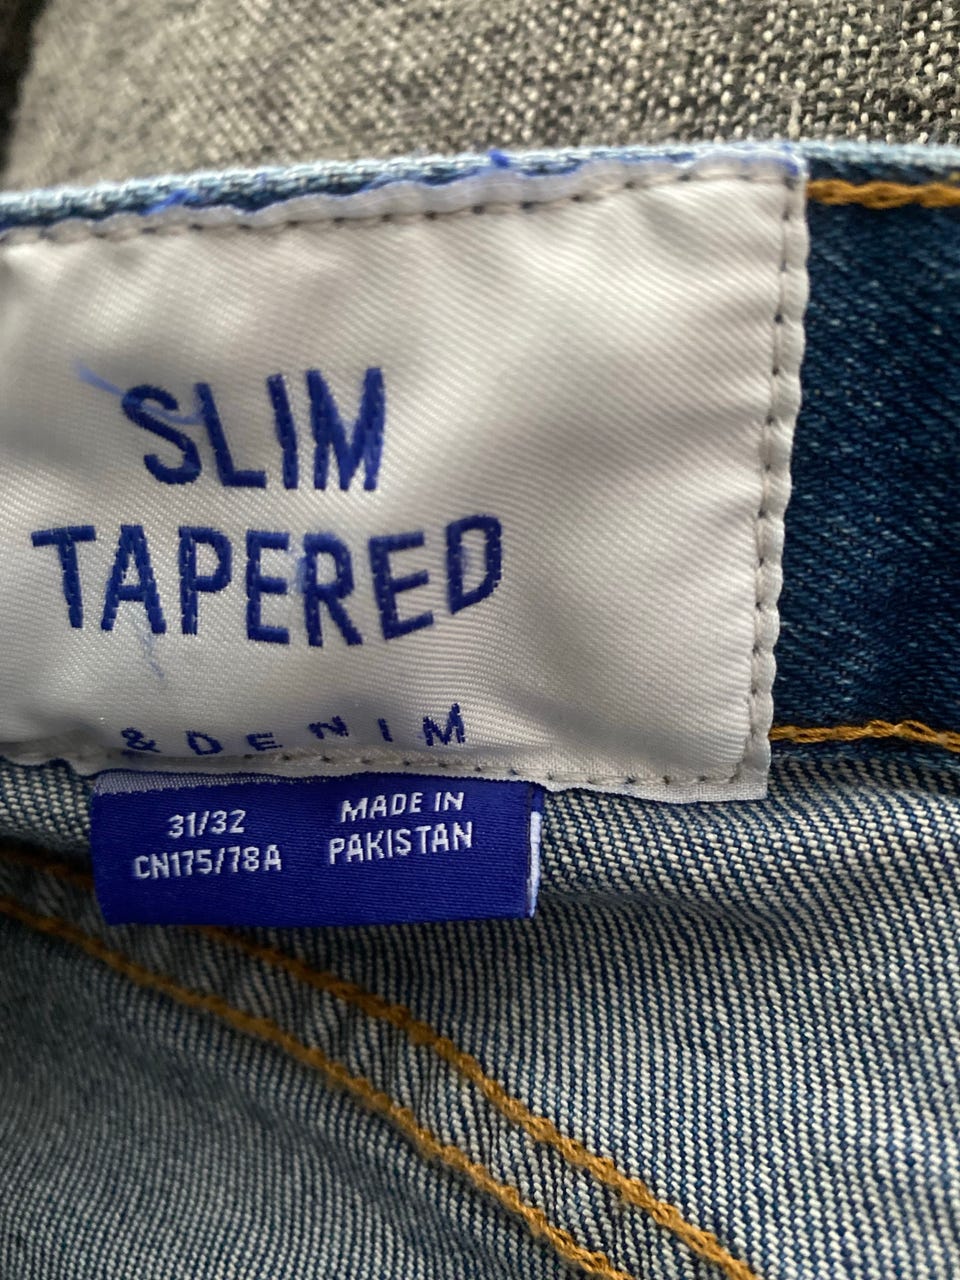 SLIM
TAPERED
& DENIM
31/32
CN175/78A
MADE IN
PAKISTAN